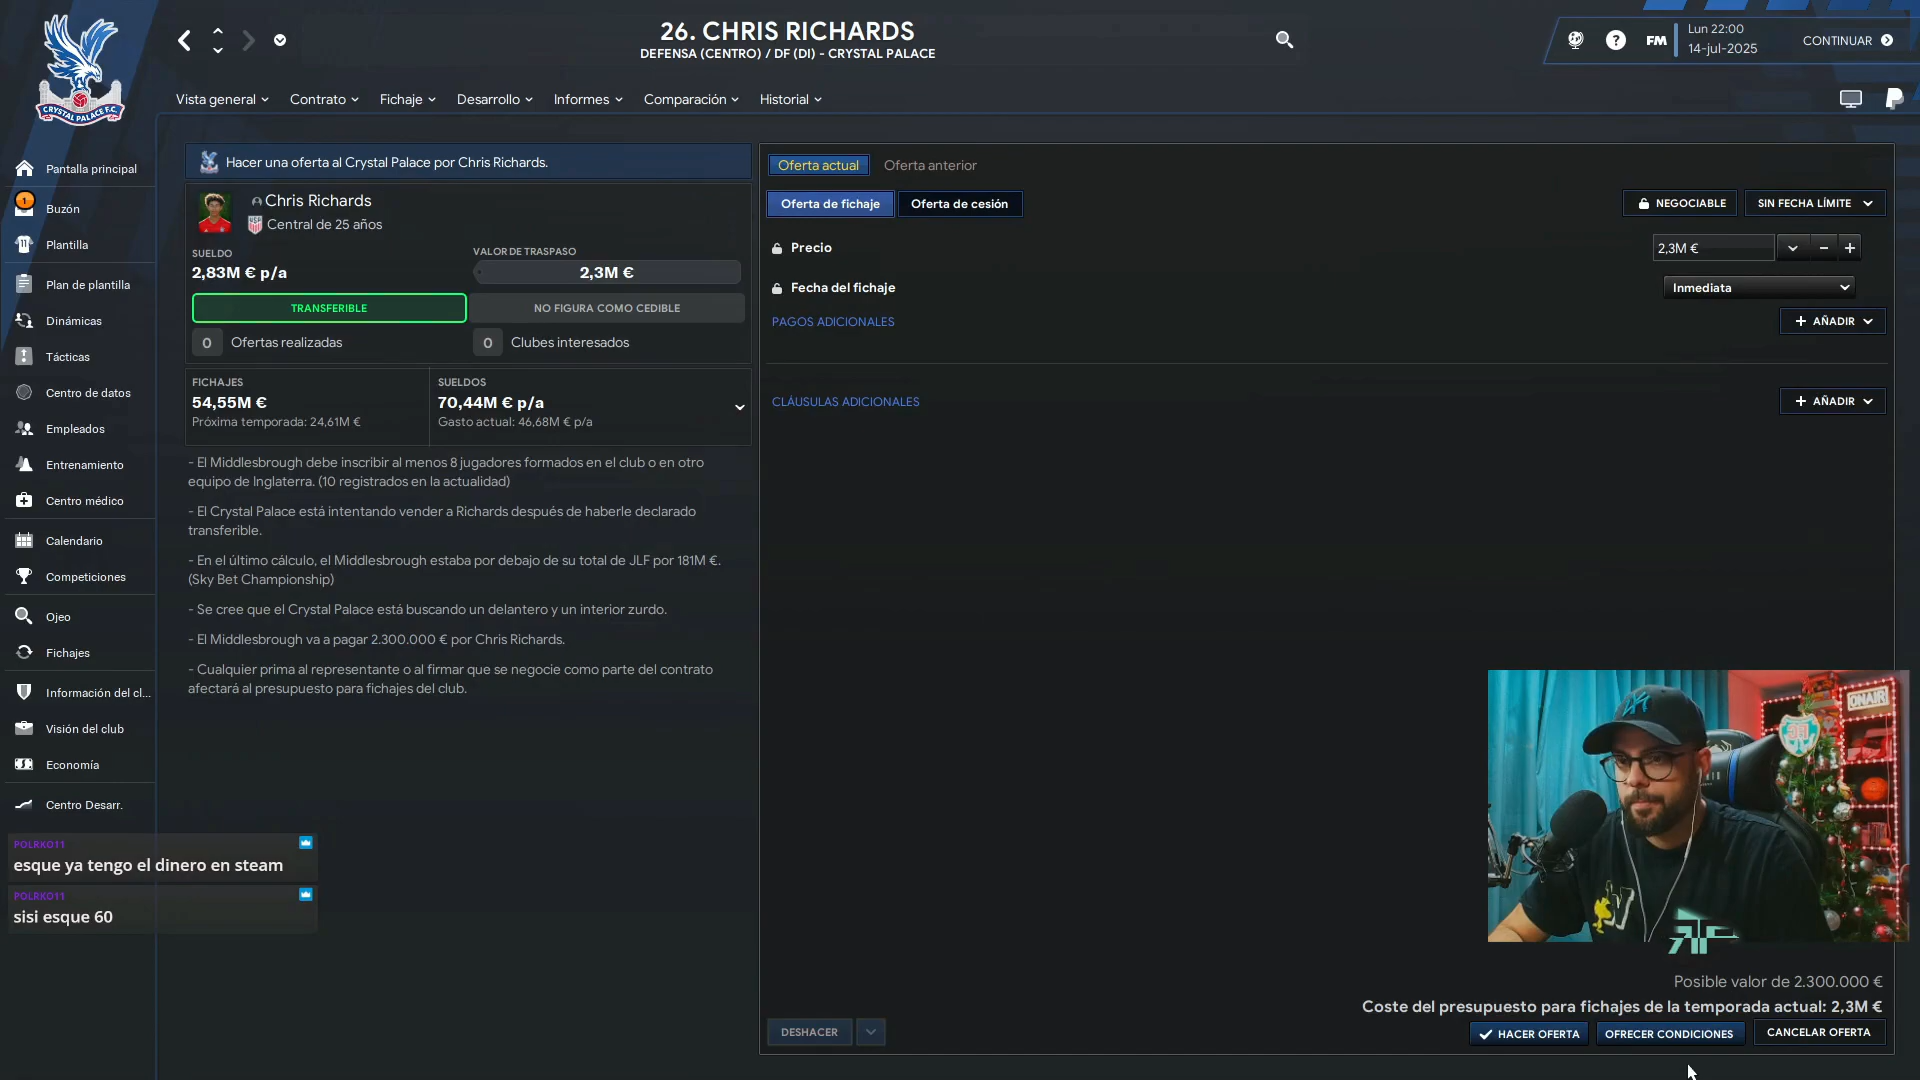 26. CHRIS RICHARDS
DEFENSA (CENTRO) / DF (DI) - CRYSTAL PALACE
FM
Lun 22:00
14-jul-2025
CONTINUAR
CRYSTAL PALACE F.C.
Vista general
Contrato
Fichaje
Desarrollo
Informes
Comparación
Historial
Pantalla principal
1
Buzón
11
Plantilla
Plan de plantilla
Dinámicas
Tácticas
Centro de datos
Empleados
Entrenamiento
Centro médico
Calendario
Competiciones
Ojeo
Fichajes
Información del cl...
Visión del club
Economía
Centro Desarr.
Hacer una oferta al Crystal Palace por Chris Richards.
Chris Richards
Central de 25 años
SUELDO
2,83M € p/a
VALOR DE TRASPASO
2,3M €
TRANSFERIBLE
NO FIGURA COMO CEDIBLE
0 Ofertas realizadas
0 Clubes interesados
FICHAJES
54,55M €
Próxima temporada: 24,61M €
SUELDOS
70,44M € p/a
Gasto actual: 46,68M € p/a
- El Middlesbrough debe inscribir al menos 8 jugadores formados en el club o en otro
equipo de Inglaterra. (10 registrados en la actualidad)
- El Crystal Palace está intentando vender a Richards después de haberle declarado
transferible.
- En el último cálculo, el Middlesbrough estaba por debajo de su total de JLF por 181M €.
(Sky Bet Championship)
- Se cree que el Crystal Palace está buscando un delantero y un interior zurdo.
- El Middlesbrough va a pagar 2.300.000 € por Chris Richards.
- Cualquier prima al representante o al firmar que se negocie como parte del contrato
afectará al presupuesto para fichajes del club.
Oferta actual
Oferta anterior
Oferta de fichaje
Oferta de cesión
NEGOCIABLE
SIN FECHA LÍMITE
Precio
2,3M €
Fecha del fichaje
Inmediata
PAGOS ADICIONALES
AÑADIR
CLÁUSULAS ADICIONALES
AÑADIR
ON AIR
POLRKO11
esque ya tengo el dinero en steam
POLRKO11
sisi esque 60
Posible valor de 2.300.000 €
Coste del presupuesto para fichajes de la temporada actual: 2,3M €
DESHACER
HACER OFERTA
OFRECER CONDICIONES
CANCELAR OFERTA